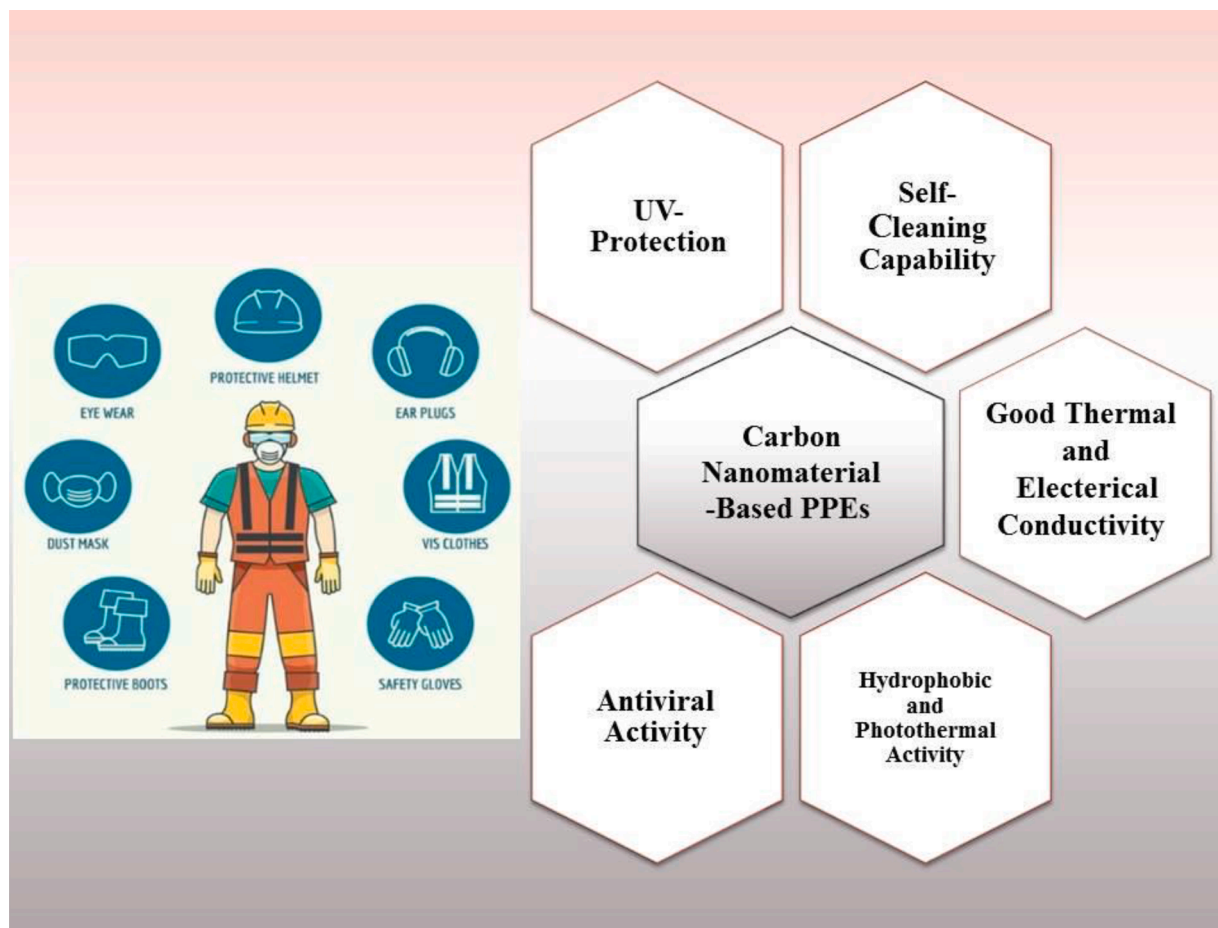 PROTECTIVE HELMET
EYE WEAR
EAR PLUGS
DUST MASK
VIS CLOTHES
PROTECTIVE BOOTS
SAFETY GLOVES
UV-
Protection
Self-
Cleaning
Capability
Carbon
Nanomaterial
-Based PPEs
Good Thermal
and
Electerical
Conductivity
Antiviral
Activity
Hydrophobic
and
Photothermal
Activity